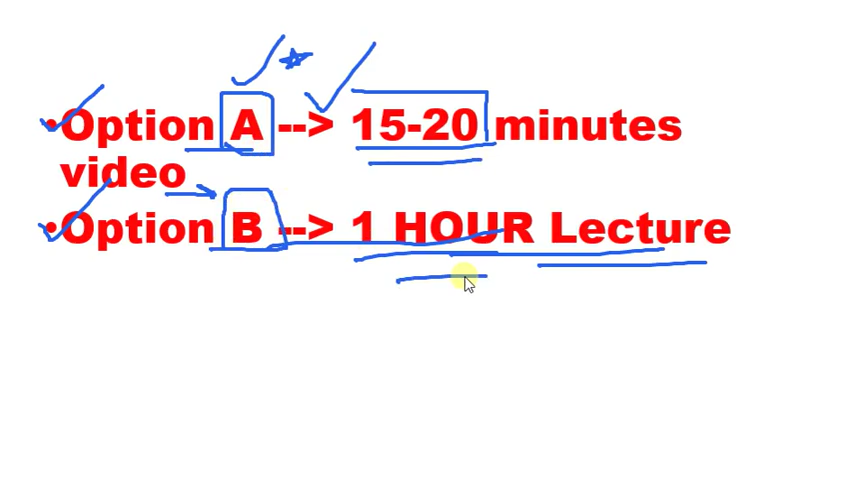 •Option A --> 15-20 minutes
video
•Option B --> 1 HOUR Lecture